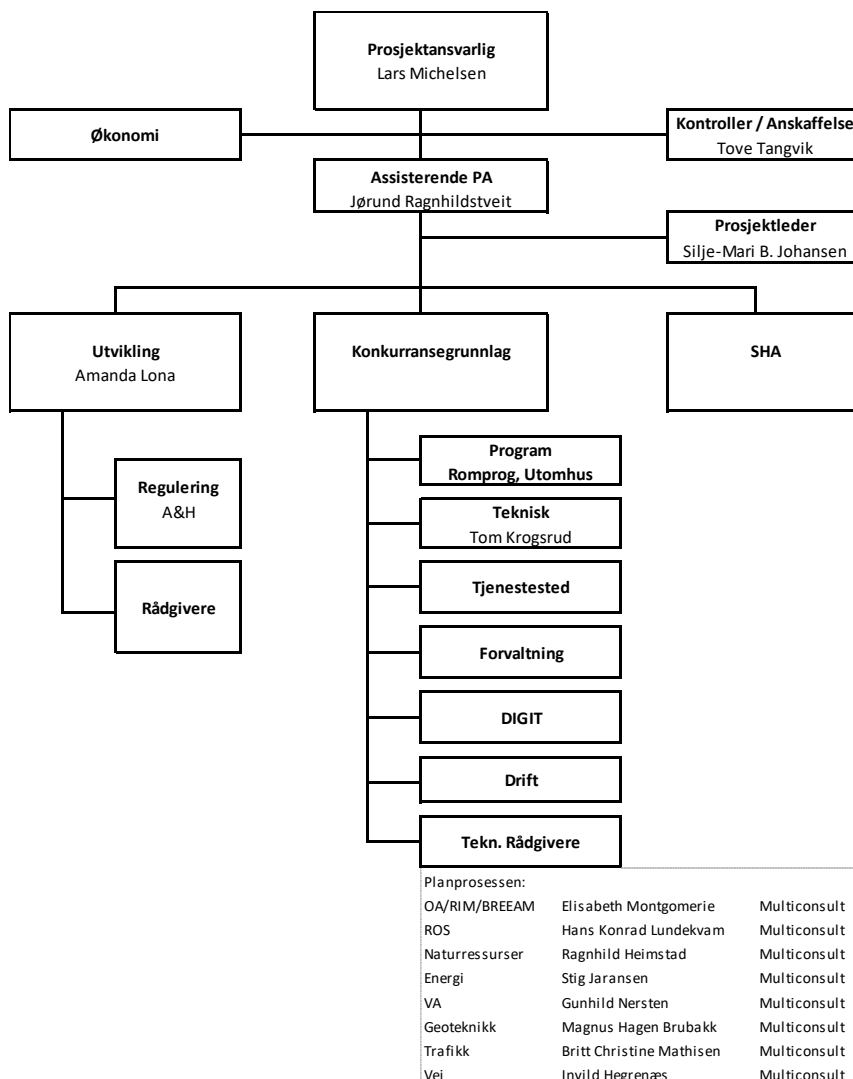 Prosjektansvarlig
Lars Michelsen
Økonomi
Kontroller / Anskaffelse
Tove Tangvik
Assisterende PA
Jørund Ragnhildstveit
Prosjektleder
Silje-Mari B. Johansen
Utvikling
Amanda Lona
Konkurransegrunnlag
SHA
Regulering
A&H
Rådgivere
Program
Romprog, Utomhus
Teknisk
Tom Krogsrud
Tjenestested
Forvaltning
DIGIT
Drift
Tekn. Rådgivere
Planprosessen:
OA/RIM/BREEAM Elisabeth Montgomerie Multiconsult
ROS Hans Konrad Lundekvam Multiconsult
Naturressurser Ragnhild Heimstad Multiconsult
Energi Stig Jaransen Multiconsult
VA Gunhild Nersten Multiconsult
Geoteknikk Magnus Hagen Brubakk Multiconsult
Trafikk Britt Christine Mathisen Multiconsult
Vei Invild Hegrenæs Multiconsult